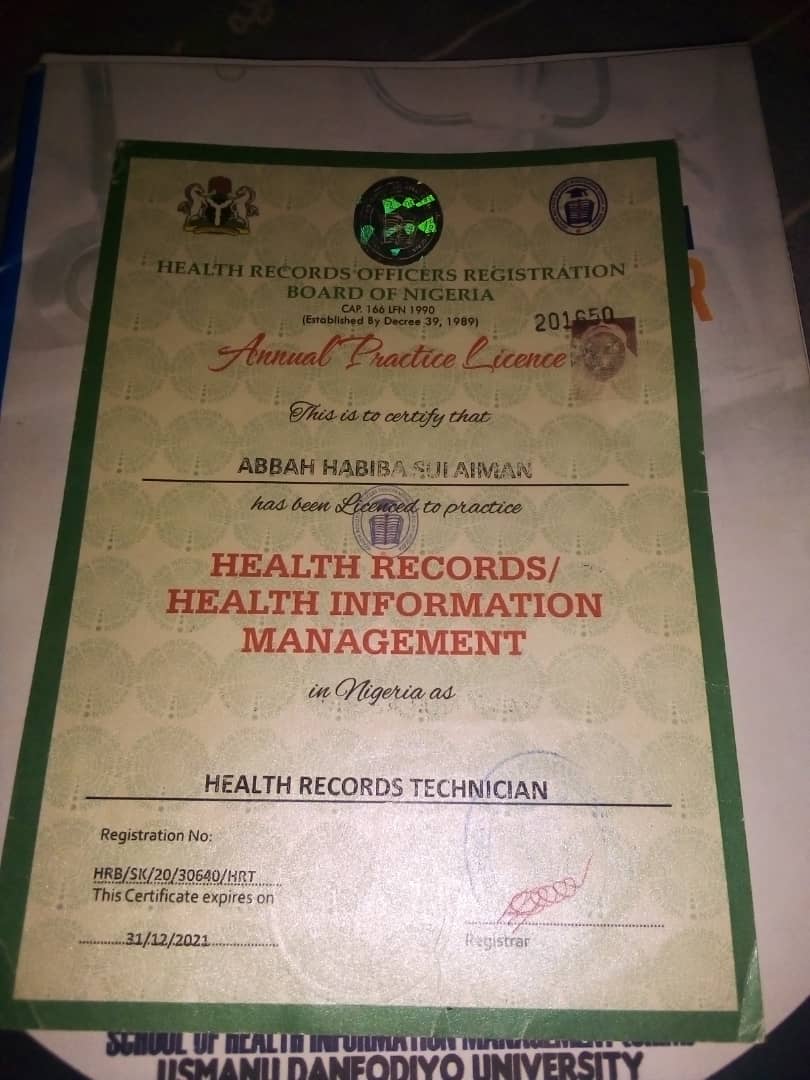 HEALTH RECORDS OFFICERS REGISTRATION
BOARD OF NIGERIA
CAP. 166 LFN 1990
(Established By Decree 39, 1989)
201650
Annual Practice Licence
This is to certify that
ABBAH HABIBA SULAIMAN
has been Licenced to practice
HEALTH RECORDS/
HEALTH INFORMATION
MANAGEMENT
in Nigeria as
HEALTH RECORDS TECHNICIAN
Registration No:
HRB/SK/20/30640/HRT
This Certificate expires on
31/12/2021
Registrar
R
SCHOOL OF HEALTH INFORMATION MANAGEMENT
USMANU DANFODIYO UNIVERSITY